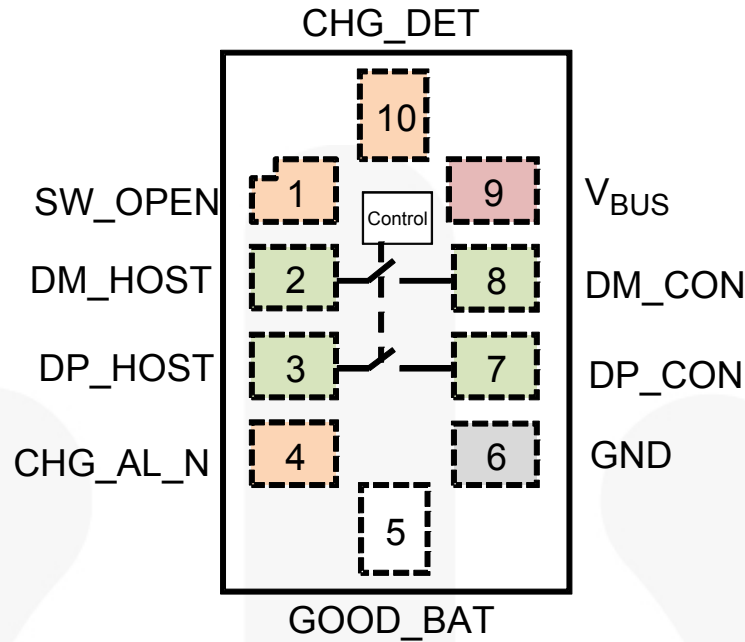 CHG_DET
10
SW_OPEN 1 9 VBUS
Control
DM_HOST 2 8 DM_CON
DP_HOST 3 7 DP_CON
CHG_AL_N 4 6 GND
5
GOOD_BAT